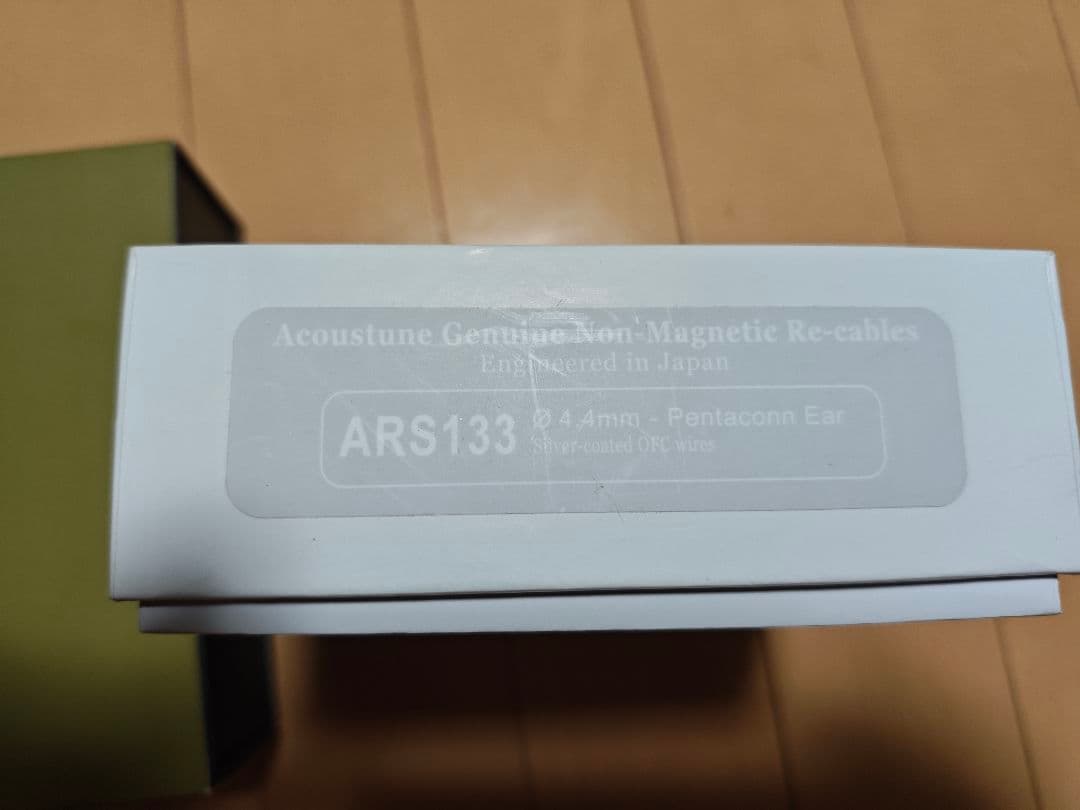 Acoustune Genuine Non-Magnetic Re-cables
Engineered in Japan
ARS133 Ø 4.4mm - Pentaconn Ear
Silver-coated OFC wires